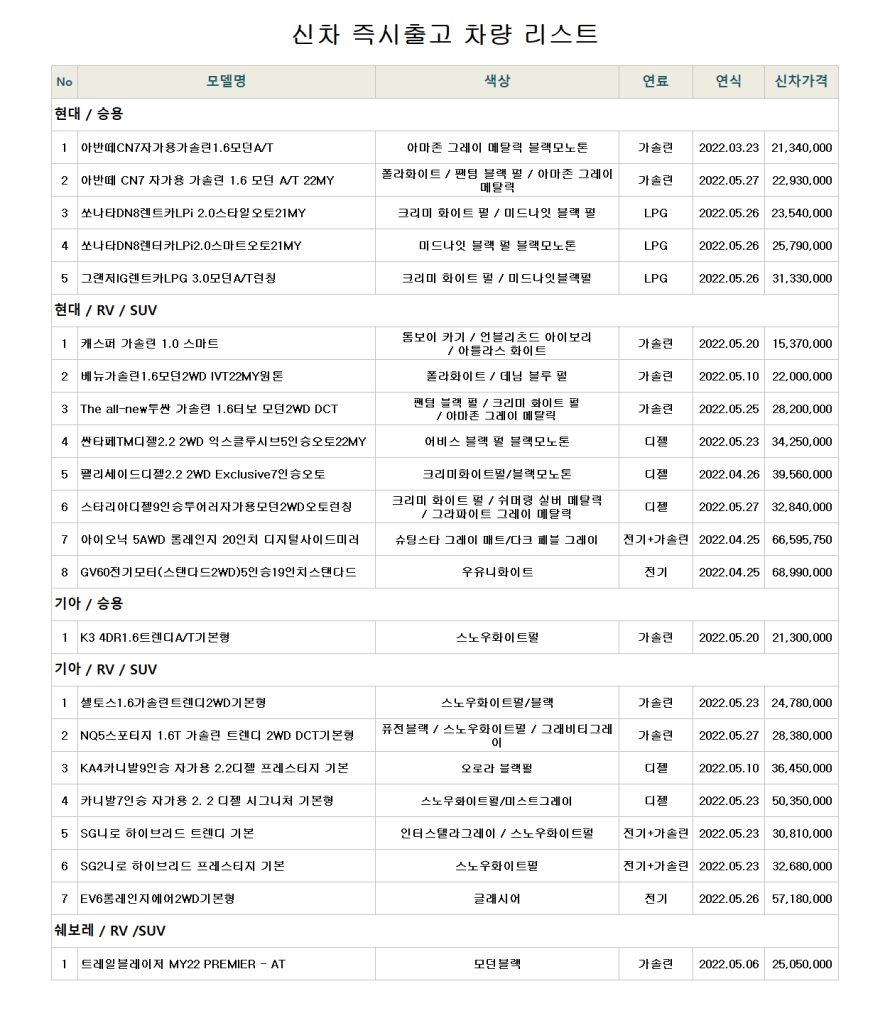 신차 즉시출고 차량 리스트
No 모델명 색상 연료 연식 신차가격
현대 / 승용
1 아반떼CN7자가용가솔린1.6모던A/T 아마존 그레이 메탈릭 블랙모노톤 가솔린 2022.03.23 21,340,000
2 아반떼 CN7 자가용 가솔린 1.6 모던 A/T 22MY 폴라화이트 / 팬텀 블랙 펄 / 아마존 그레이 메탈릭 가솔린 2022.05.27 22,930,000
3 쏘나타DN8렌트카LPi 2.0스타일오토21MY 크리미 화이트 펄 / 미드나잇 블랙 펄 LPG 2022.05.26 23,540,000
4 쏘나타DN8렌터카LPi2.0스마트오토21MY 미드나잇 블랙 펄 블랙모노톤 LPG 2022.05.26 25,790,000
5 그랜저IG렌트카LPG 3.0모던A/T런칭 크리미 화이트 펄 / 미드나잇블랙펄 LPG 2022.05.26 31,330,000
현대 / RV / SUV
1 캐스퍼 가솔린 1.0 스마트 톰보이 카키 / 언블리츠드 아이보리 / 아틀라스 화이트 가솔린 2022.05.20 15,370,000
2 베뉴가솔린1.6모던2WD IVT22MY원톤 폴라화이트 / 데님 블루 펄 가솔린 2022.05.10 22,000,000
3 The all-new투싼 가솔린 1.6터보 모던2WD DCT 팬텀 블랙 펄 / 크리미 화이트 펄 / 아마존 그레이 메탈릭 가솔린 2022.05.25 28,200,000
4 싼타페TM디젤2.2 2WD 익스클루시브5인승오토22MY 어비스 블랙 펄 블랙모노톤 디젤 2022.05.23 34,250,000
5 팰리세이드디젤2.2 2WD Exclusive7인승오토 크리미화이트펄/블랙모노톤 디젤 2022.04.26 39,560,000
6 스타리아디젤9인승투어러자가용모던2WD오토런칭 크리미 화이트 펄 / 쉬머링 실버 메탈릭 / 그라파이트 그레이 메탈릭 디젤 2022.05.27 32,840,000
7 아이오닉 5AWD 롱레인지 20인치 디지털사이드미러 슈팅스타 그레이 매트/다크 페블 그레이 전기+가솔린 2022.04.25 66,595,750
8 GV60전기모터(스탠다드2WD)5인승19인치스탠다드 우유니화이트 전기 2022.04.25 68,990,000
기아 / 승용
1 K3 4DR1.6트렌디A/T기본형 스노우화이트펄 가솔린 2022.05.20 21,300,000
기아 / RV / SUV
1 셀토스1.6가솔린트렌디2WD기본형 스노우화이트펄/블랙 가솔린 2022.05.23 24,780,000
2 NQ5스포티지 1.6T 가솔린 트렌디 2WD DCT기본형 퓨전블랙 / 스노우화이트펄 / 그래비티그레이 가솔린 2022.05.27 28,380,000
3 KA4카니발9인승 자가용 2.2디젤 프레스티지 기본 오로라 블랙펄 디젤 2022.05.10 36,450,000
4 카니발7인승 자가용 2. 2 디젤 시그니처 기본형 스노우화이트펄/미스트그레이 디젤 2022.05.23 50,350,000
5 SG니로 하이브리드 트렌디 기본 인터스텔라그레이 / 스노우화이트펄 전기+가솔린 2022.05.23 30,810,000
6 SG2니로 하이브리드 프레스티지 기본 스노우화이트펄 전기+가솔린 2022.05.23 32,680,000
7 EV6롱레인지에어2WD기본형 글래시어 전기 2022.05.26 57,180,000
쉐보레 / RV /SUV
1 트레일블레이저 MY22 PREMIER - AT 모던블랙 가솔린 2022.05.06 25,050,000